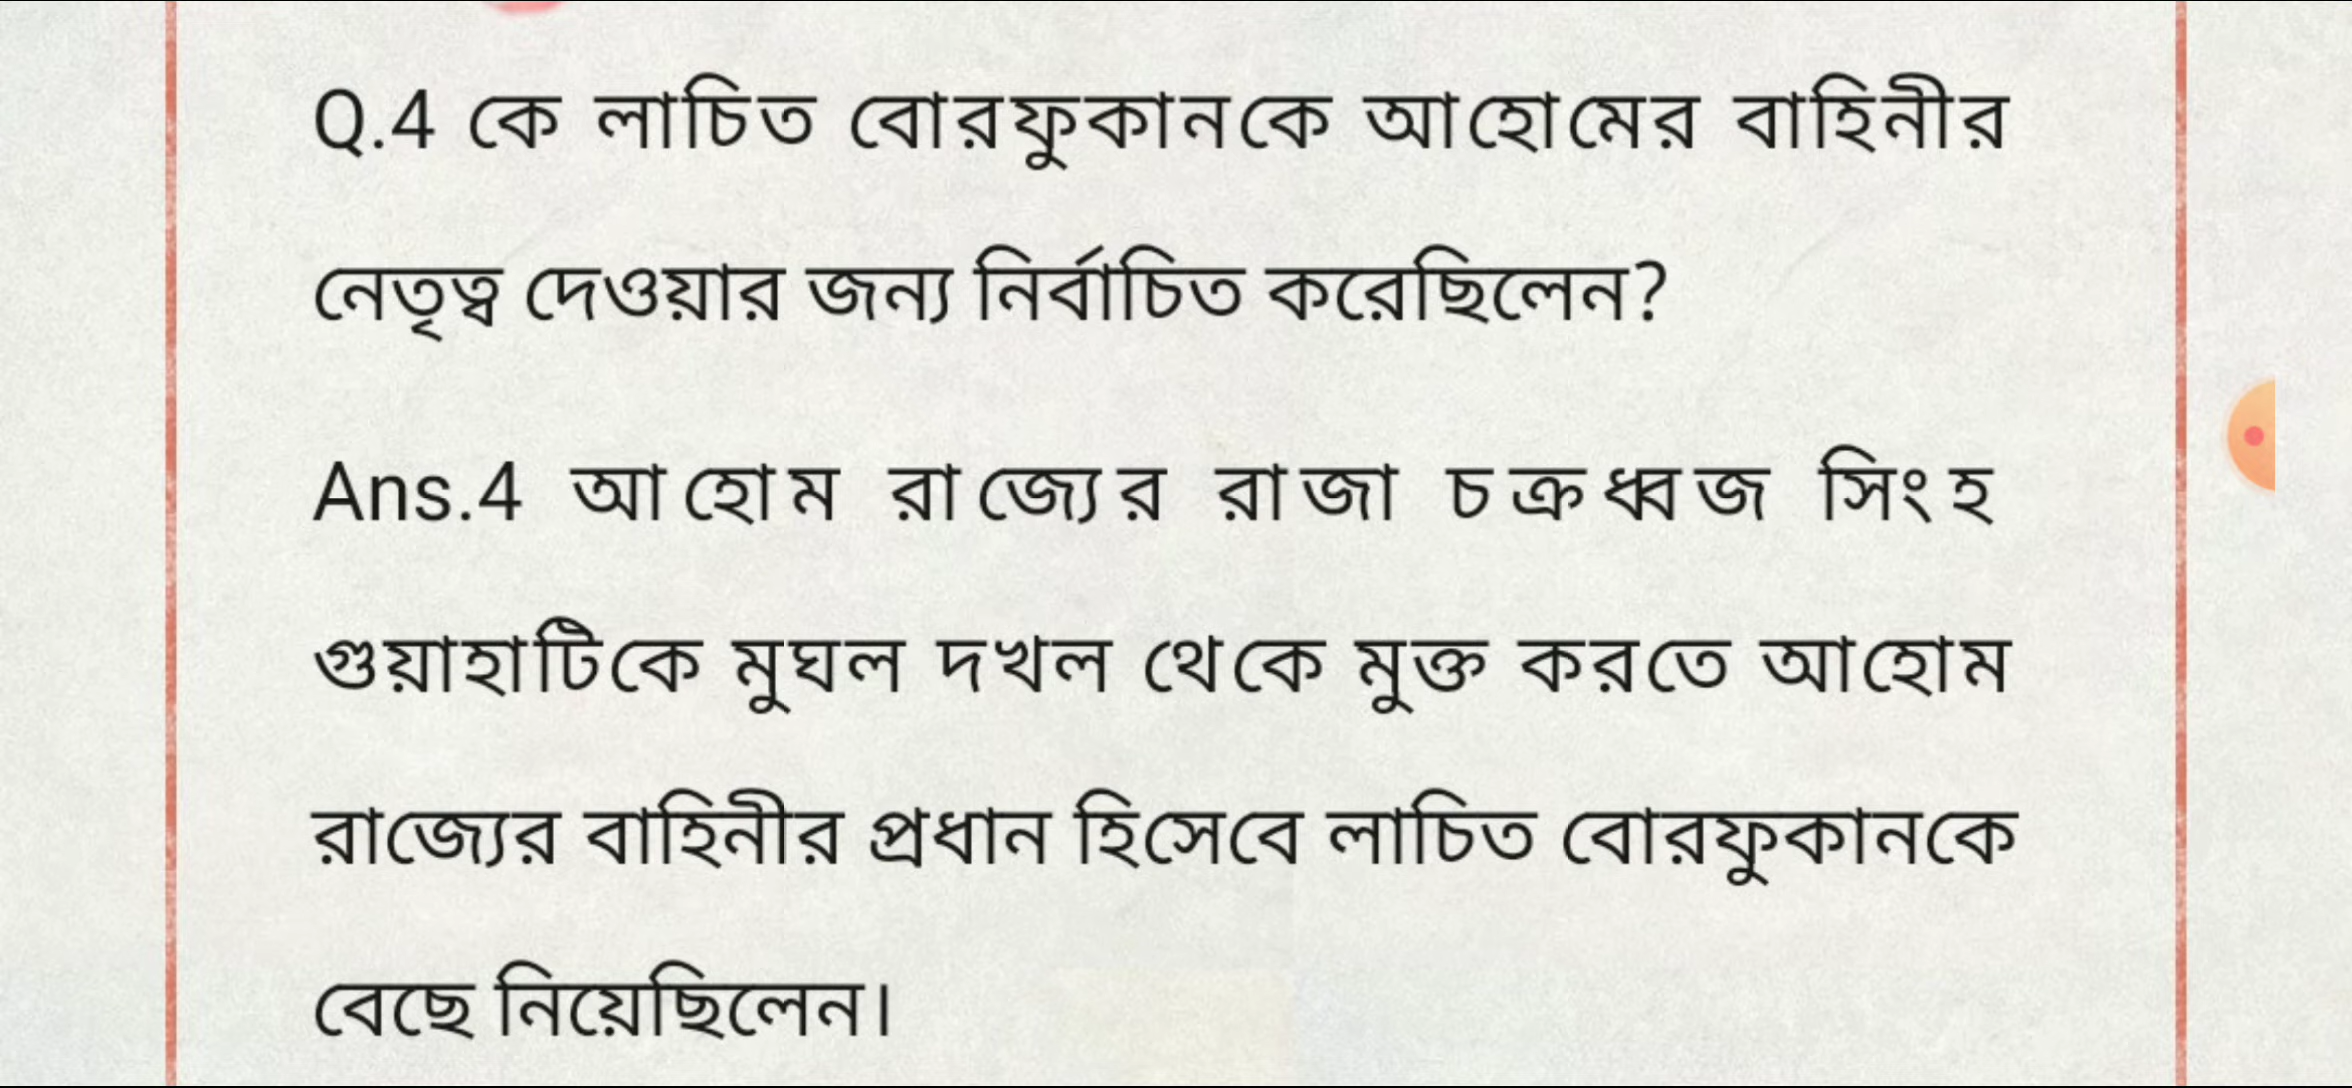 Q.4 কে লাচিত বোরফুকানকে আহোমের বাহিনীর
নেতৃত্ব দেওয়ার জন্য নির্বাচিত করেছিলেন?
Ans.4 আহোম রাজ্যের রাজা চক্রধ্বজ সিংহ
গুয়াহাটিকে মুঘল দখল থেকে মুক্ত করতে আহোম
রাজ্যের বাহিনীর প্রধান হিসেবে লাচিত বোরফুকানকে
বেছে নিয়েছিলেন।